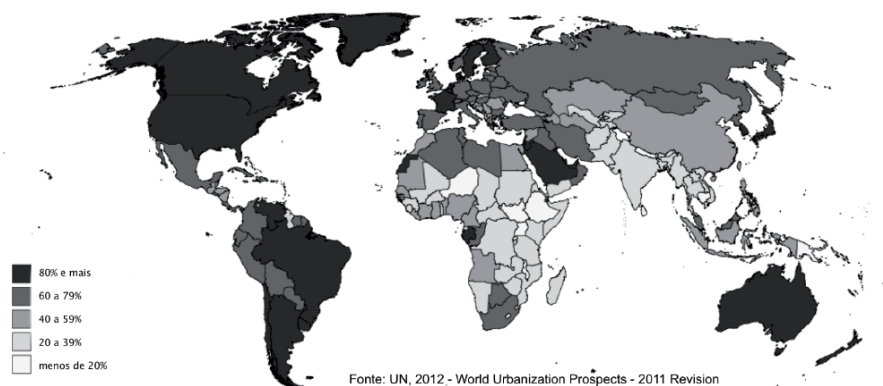 80% e mais
60 a 79%
40 a 59%
20 a 39%
menos de 20%
Fonte: UN, 2012 - World Urbanization Prospects - 2011 Revision